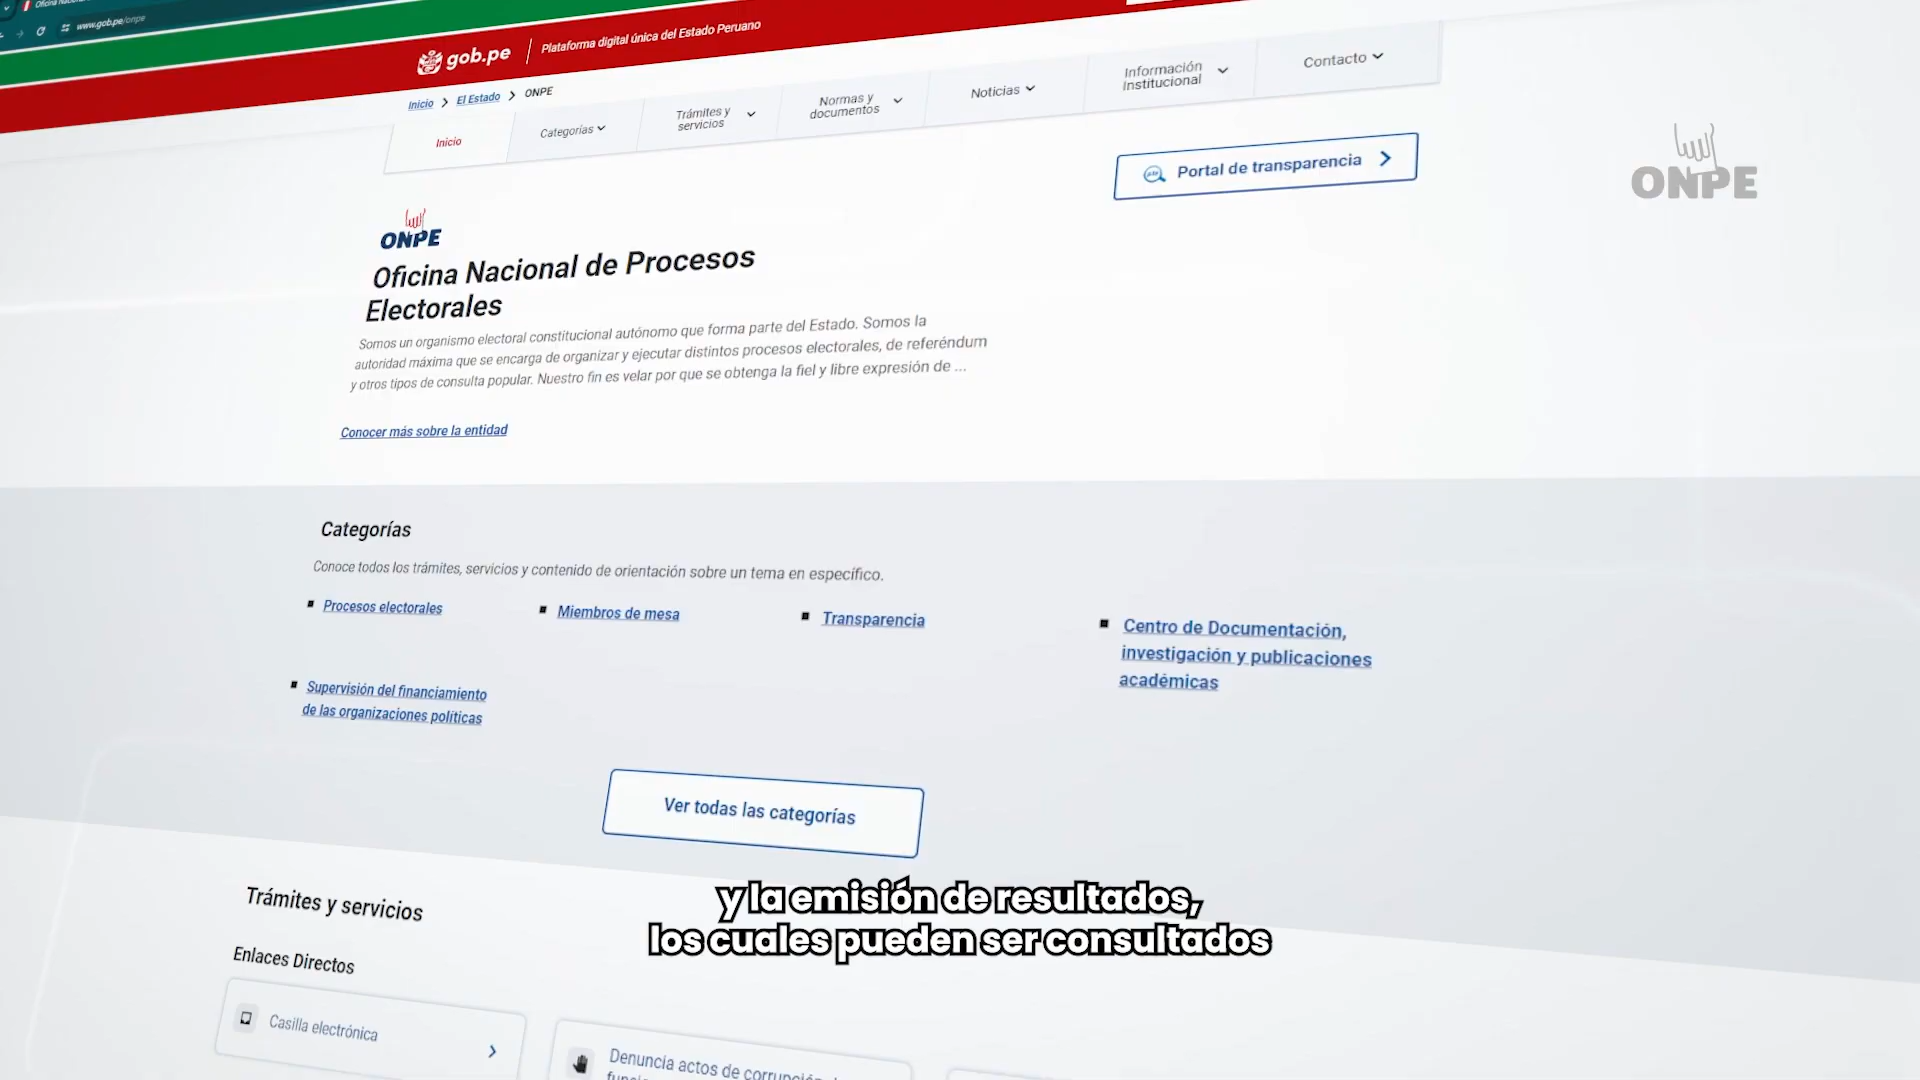 www.gob.pe/onpe
gob.pe
Plataforma digital única del Estado Peruano
Inicio
El Estado
ONPE
Inicio
Categorías
Trámites y
servicios
Normas y
documentos
Noticias
Información
Institucional
Contacto
Portal de transparencia
ONPE
ONPE
Oficina Nacional de Procesos
Electorales
Somos un organismo electoral constitucional autónomo que forma parte del Estado. Somos la
autoridad máxima que se encarga de organizar y ejecutar distintos procesos electorales, de referéndum
y otros tipos de consulta popular. Nuestro fin es velar por que se obtenga la fiel y libre expresión de ...
Conocer más sobre la entidad
Categorías
Conoce todos los trámites, servicios y contenido de orientación sobre un tema en específico.
Procesos electorales
Miembros de mesa
Transparencia
Centro de Documentación,
investigación y publicaciones
académicas
Supervisión del financiamiento
de las organizaciones políticas
Ver todas las categorías
y la emisión de resultados,
los cuales pueden ser consultados
Trámites y servicios
Enlaces Directos
Casilla electrónica
Denuncia actos de corrupción